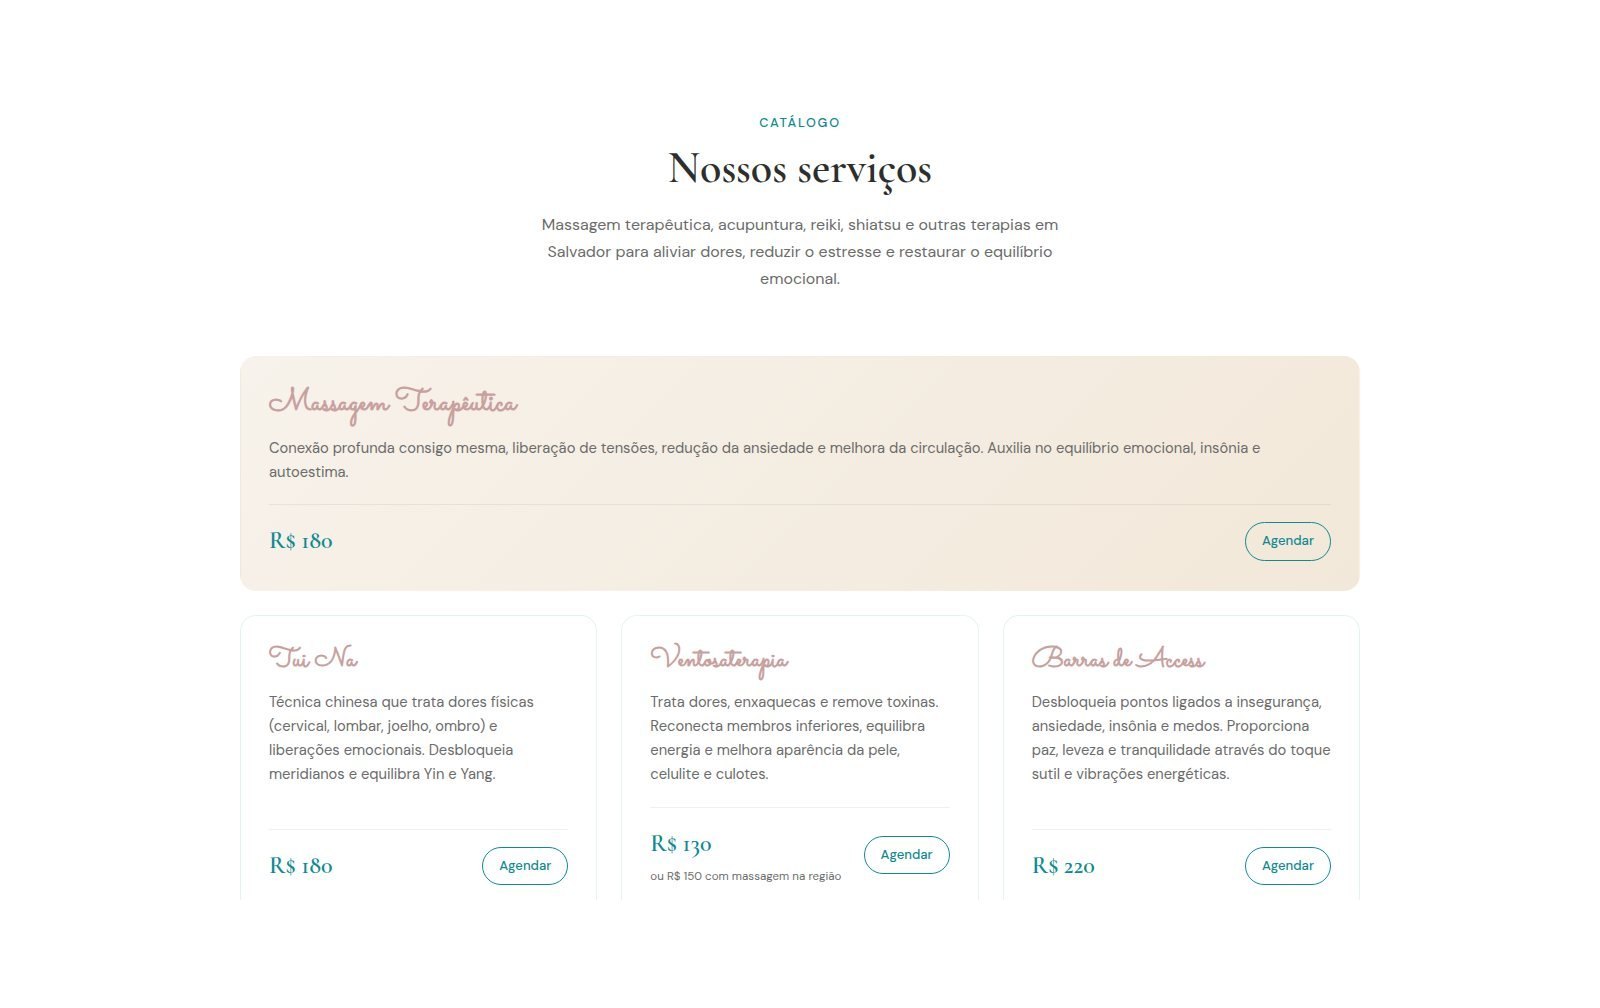 CATÁLOGO
Nossos serviços
Massagem terapêutica, acupuntura, reiki, shiatsu e outras terapias em
Salvador para aliviar dores, reduzir o estresse e restaurar o equilíbrio
emocional.
Massagem Terapêutica
Conexão profunda consigo mesma, liberação de tensões, redução da ansiedade e melhora da circulação. Auxilia no equilíbrio emocional, insônia e
autoestima.
R$ 180
Agendar
Tui Na
Técnica chinesa que trata dores físicas
(cervical, lombar, joelho, ombro) e
liberações emocionais. Desbloqueia
meridianos e equilibra Yin e Yang.
R$ 180
Agendar
Ventosaterapia
Trata dores, enxaquecas e remove toxinas.
Reconecta membros inferiores, equilibra
energia e melhora aparência da pele,
celulite e culotes.
R$ 130
ou R$ 150 com massagem na região
Agendar
Barras de Access
Desbloqueia pontos ligados a insegurança,
ansiedade, insônia e medos. Proporciona
paz, leveza e tranquilidade através do toque
sutil e vibrações energéticas.
R$ 220
Agendar